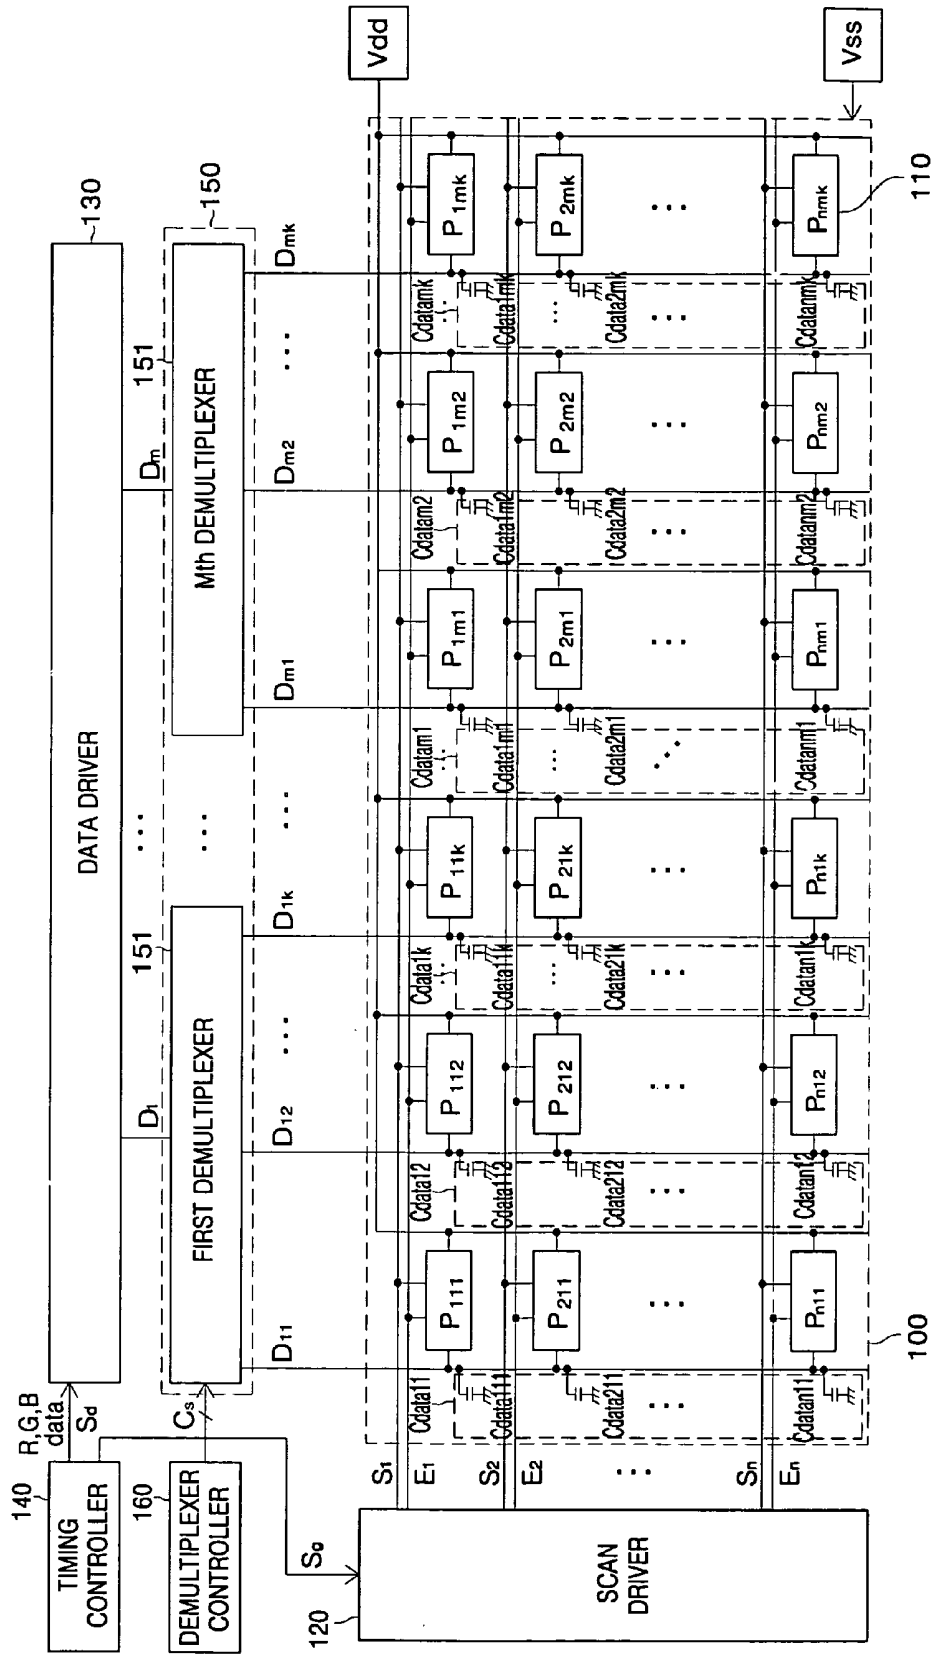 140
TIMING
CONTROLLER
R,G,B
data
Sd
DATA DRIVER
130
160
DEMULTIPLEXER
CONTROLLER
Cs
D1
...
Dm
150
FIRST DEMULTIPLEXER
151
...
Mth DEMULTIPLEXER
151
D11
D12
...
D1k
...
Dm1
Dm2
...
Dmk
Sg
120
SCAN
DRIVER
Vdd
S1
E1
Cdata11
P111
Cdata12
P112
Cdata1k
...
P11k
Cdatam1
...
P1m1
Cdatam2
P1m2
Cdatamk
...
P1mk
Cdata111
Cdata112
Cdata11k
Cdata1m1
Cdata1m2
Cdata1mk
S2
E2
P211
P212
...
P21k
...
P2m1
P2m2
...
P2mk
Cdata211
Cdata212
Cdata21k
Cdata2m1
Cdata2m2
Cdata2mk
...
... ... ... ... ... ... ... ... ... ... ... ...
Sn
En
Cdatan11
Pn11
Cdatan12
Pn12
Cdatan1k
Pn1k
Cdatanm1
Pnm1
Cdatanm2
Pnm2
Cdatanmk
Pnmk
Vss
100
110